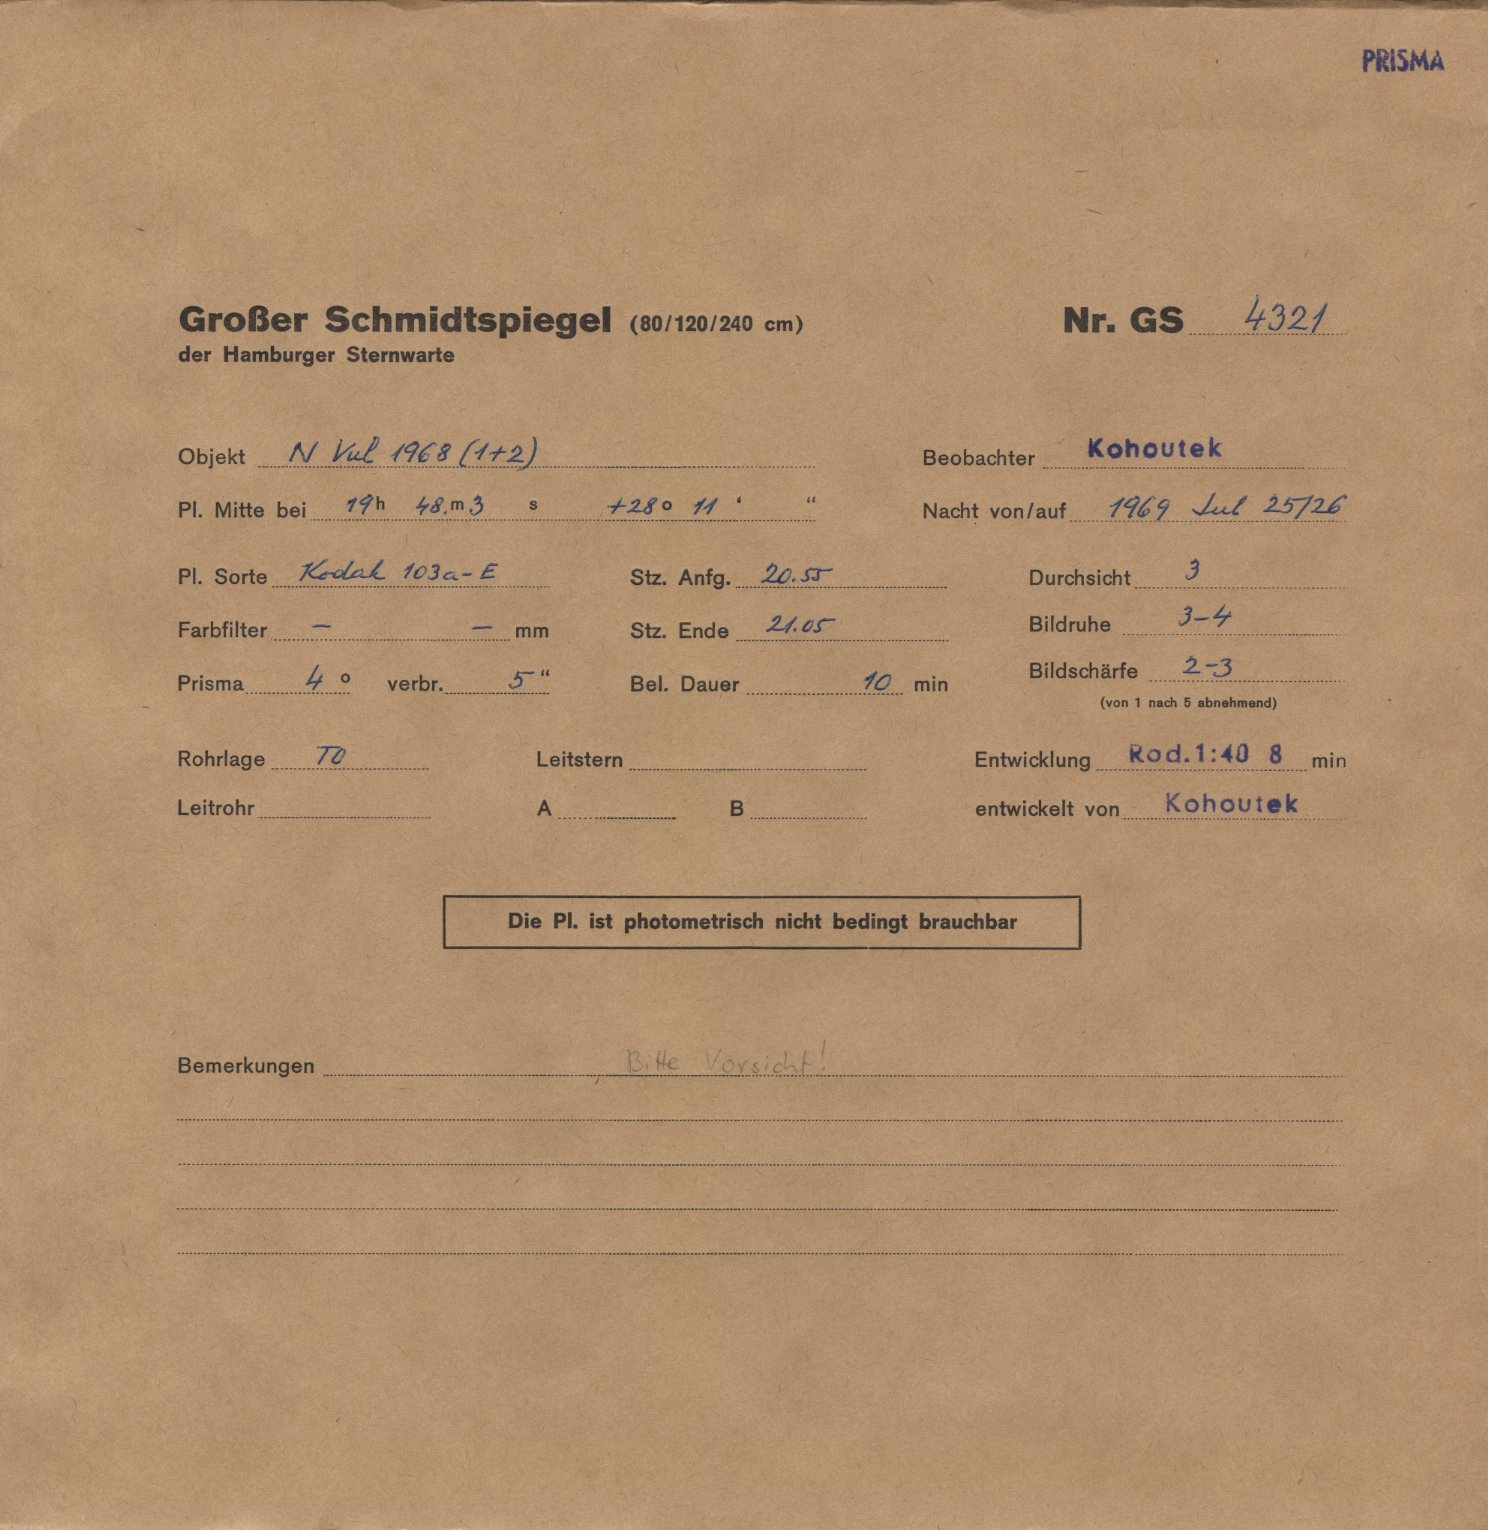 PRISMA
Großer Schmidtspiegel (80/120/240 cm) Nr. GS 4321
der Hamburger Sternwarte
Objekt N Vul 1968 (1+2) Beobachter Kohoutek
Pl. Mitte bei 19h 48.m3 s +28° 11 ' " Nacht von/auf 1969 Jul 25/26
Pl. Sorte Kodak 103a-E Stz. Anfg. 20.55 Durchsicht 3
Farbfilter – – mm Stz. Ende 21.05 Bildruhe 3-4
Prisma 4 ° verbr. 5 " Bel. Dauer 10 min Bildschärfe 2-3
(von 1 nach 5 abnehmend)
Rohrlage TO Leitstern Entwicklung Rod.1:40 8 min
Leitrohr A B entwickelt von Kohoutek
Die Pl. ist photometrisch nicht bedingt brauchbar
Bemerkungen Bitte Vorsicht!